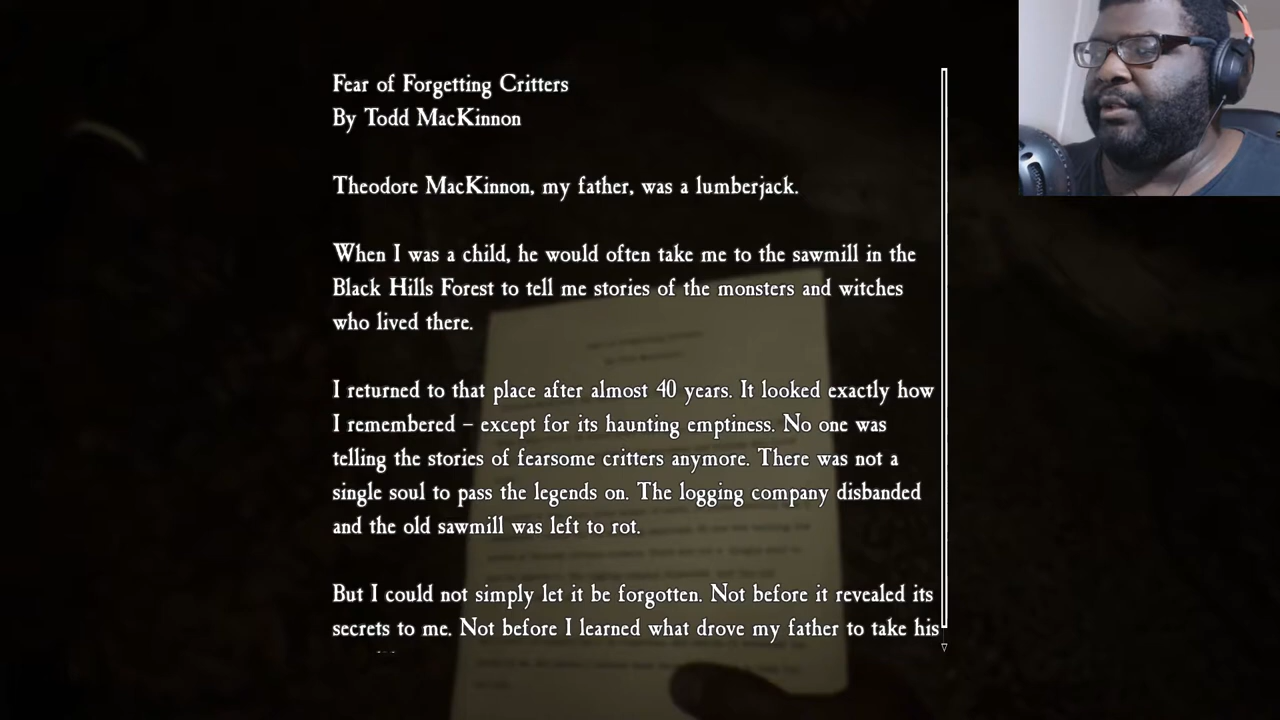 Fear of Forgetting Critters
By Todd MacKinnon
Theodore MacKinnon, my father, was a lumberjack.
When I was a child, he would often take me to the sawmill in the
Black Hills Forest to tell me stories of the monsters and witches
who lived there.
I returned to that place after almost 40 years. It looked exactly how
I remembered – except for its haunting emptiness. No one was
telling the stories of fearsome critters anymore. There was not a
single soul to pass the legends on. The logging company disbanded
and the old sawmill was left to rot.
But I could not simply let it be forgotten. Not before it revealed its
secrets to me. Not before I learned what drove my father to take his